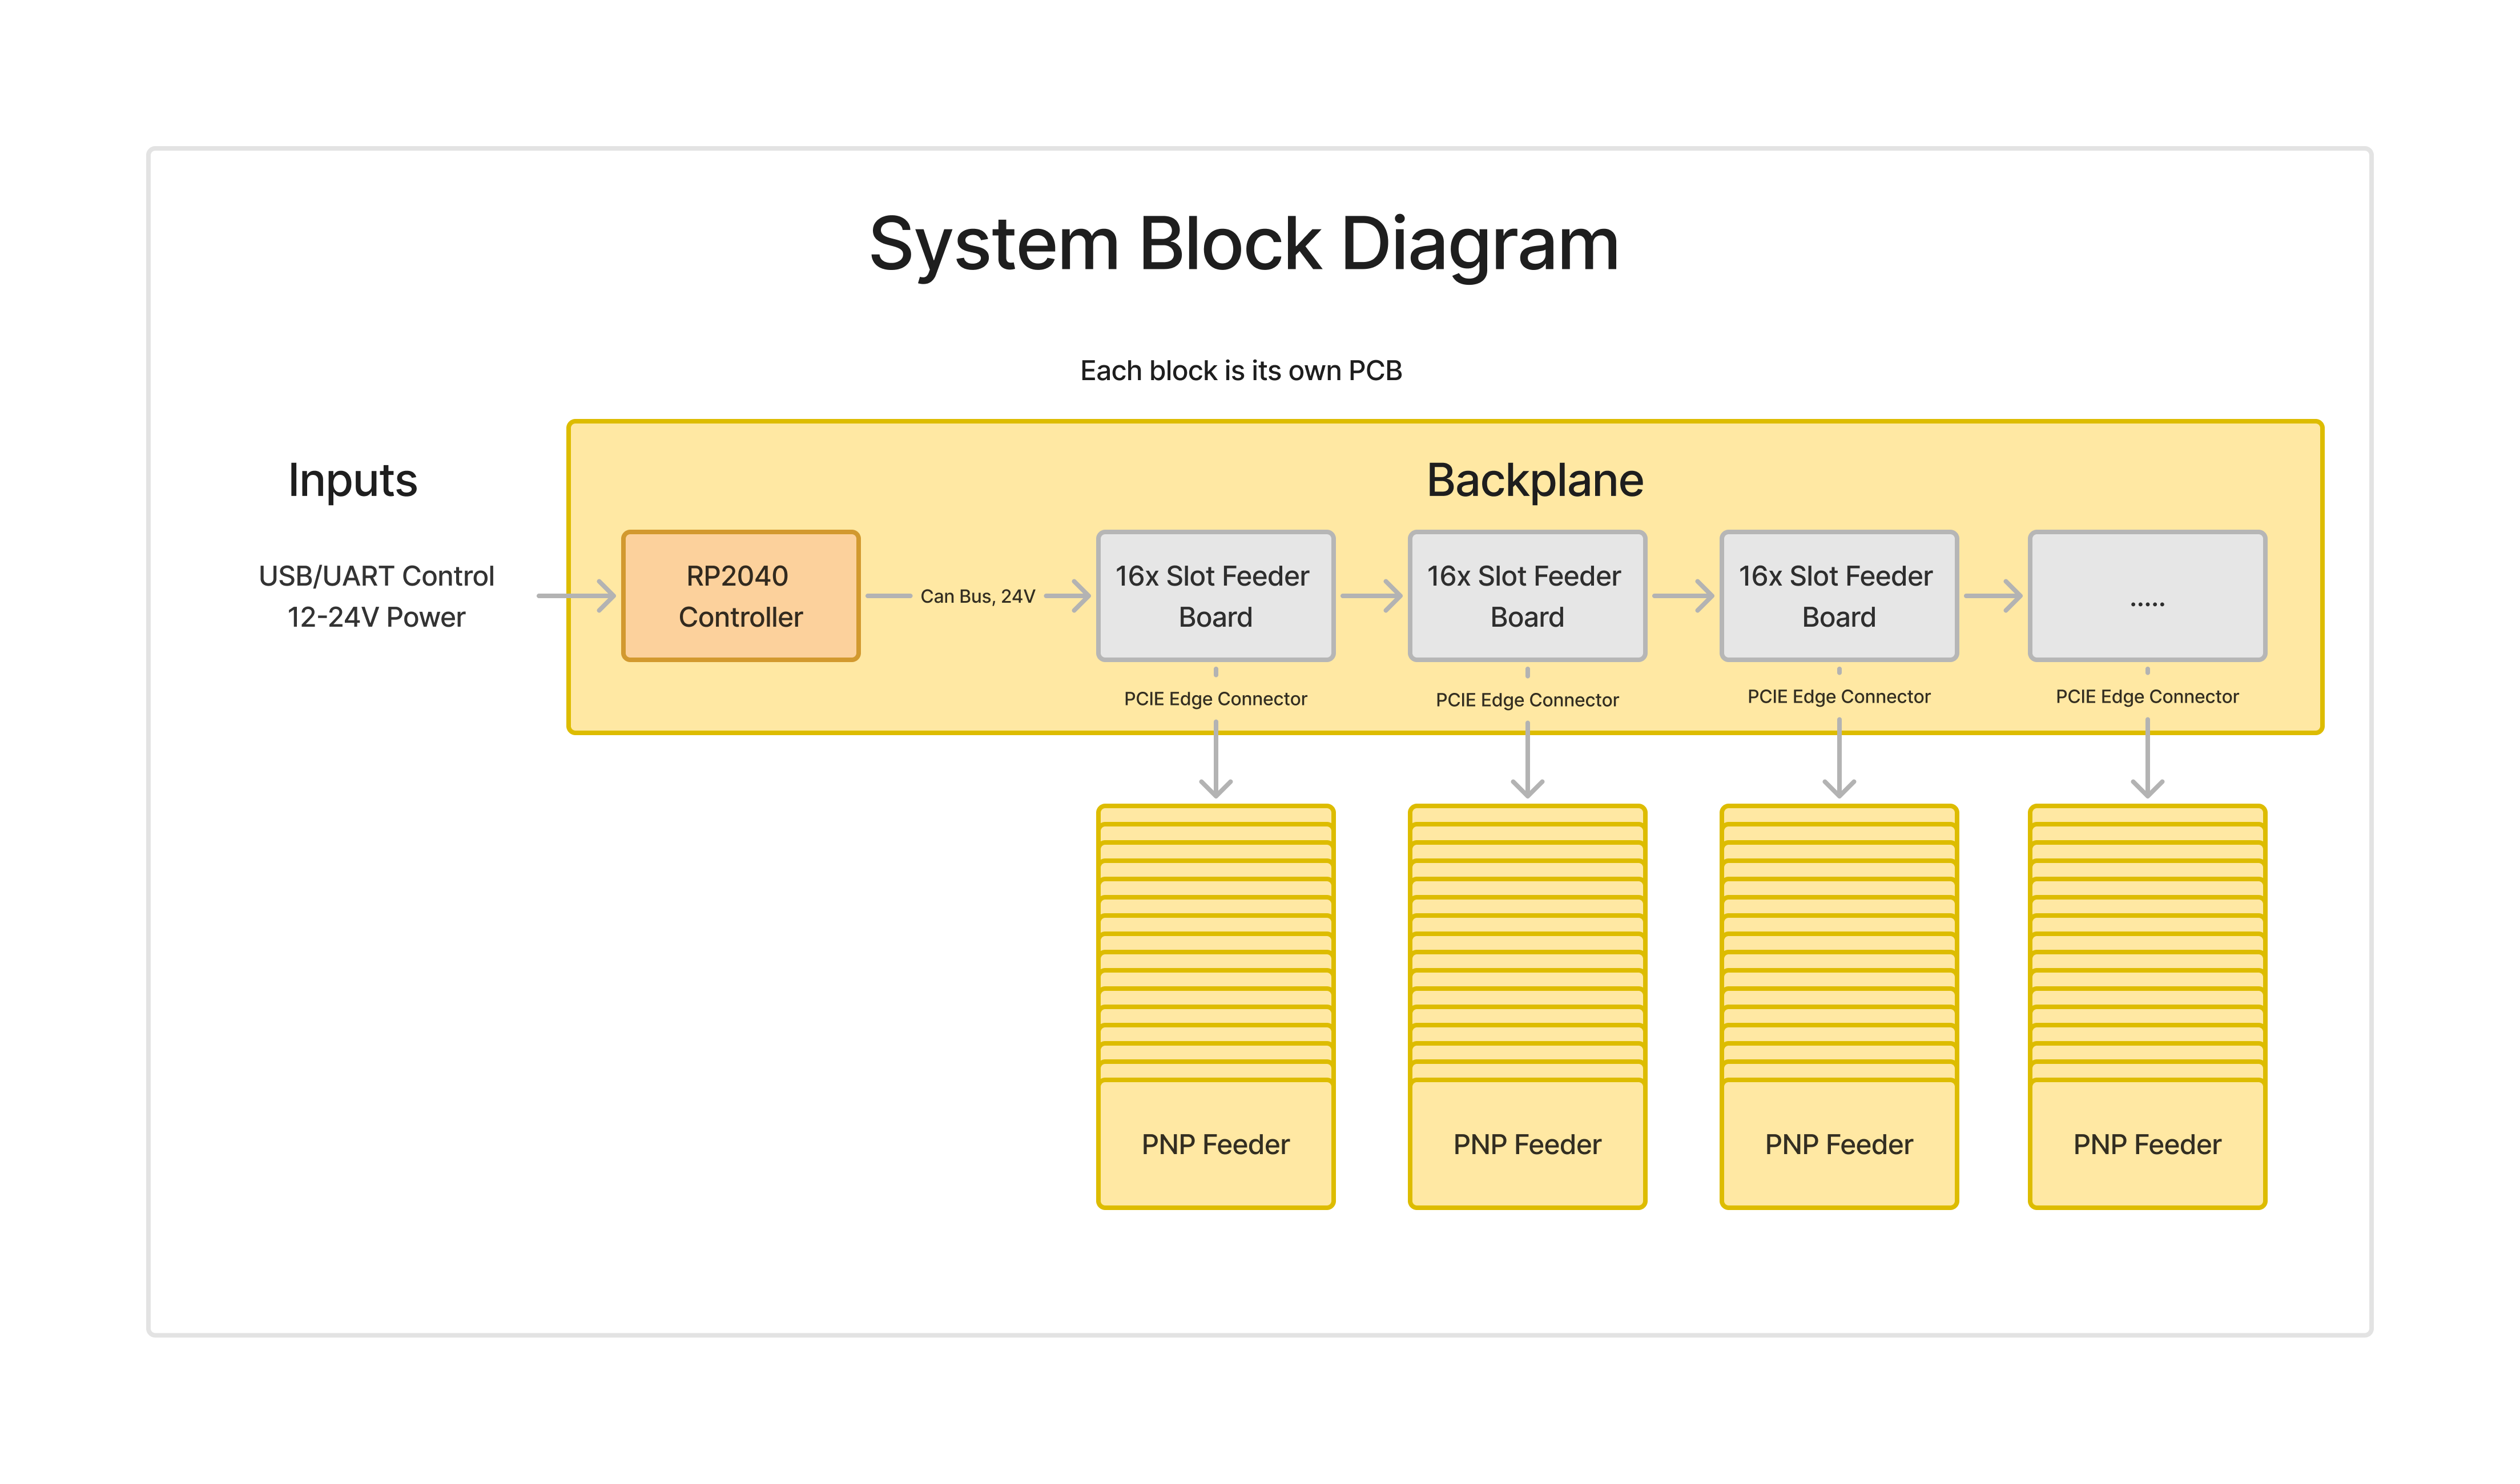 System Block Diagram
Each block is its own PCB
Inputs
Backplane
USB/UART Control
12-24V Power
RP2040
Controller
Can Bus, 24V
16x Slot Feeder
Board
16x Slot Feeder
Board
16x Slot Feeder
Board
.....
PCIE Edge Connector
PCIE Edge Connector
PCIE Edge Connector
PCIE Edge Connector
PNP Feeder
PNP Feeder
PNP Feeder
PNP Feeder